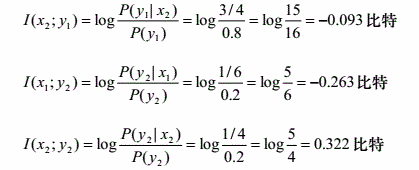 I(x₂;y₁) = log P(y₁|x₂)/P(y₁) = log (3/4)/0.8 = log 15/16 = −0.093 比特
I(x₁;y₂) = log P(y₂|x₁)/P(y₂) = log (1/6)/0.2 = log 5/6 = −0.263 比特
I(x₂;y₂) = log P(y₂|x₂)/P(y₂) = log (1/4)/0.2 = log 5/4 = 0.322 比特